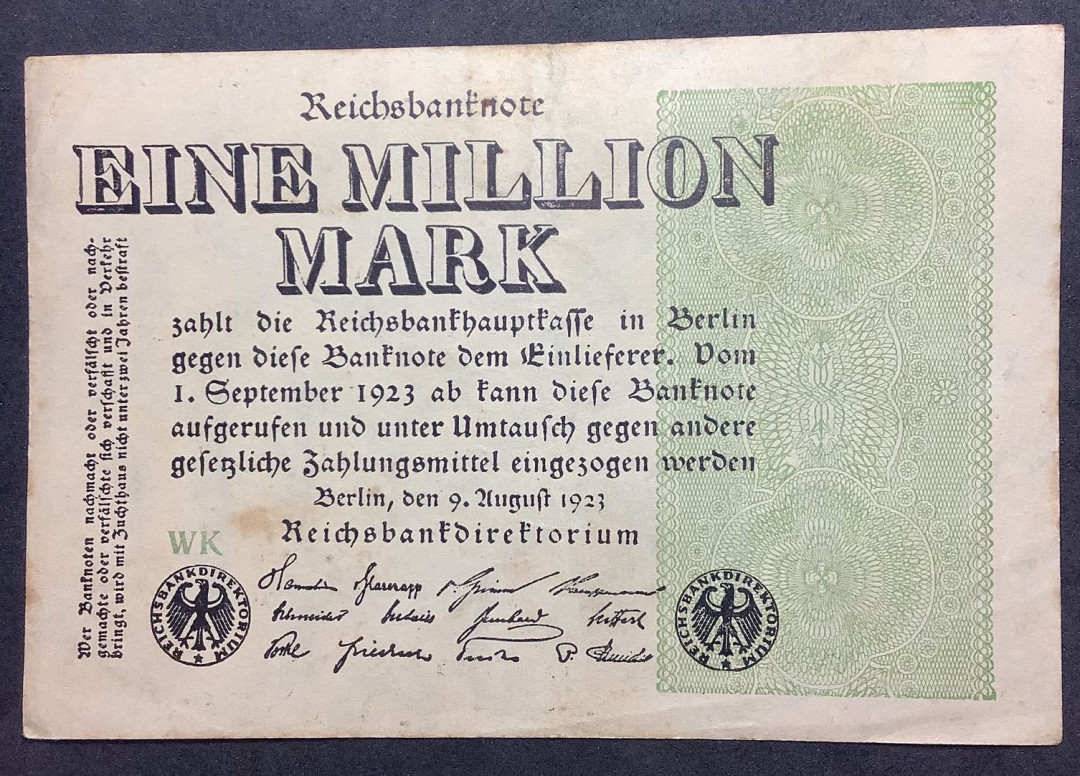 Reichsbanknote
EINE MILLION
MARK
zahlt die Reichsbankhauptkasse in Berlin
gegen diese Banknote dem Einlieferer. Vom
1. September 1923 ab kann diese Banknote
aufgerufen und unter Umtausch gegen andere
gesetzliche Zahlungsmittel eingezogen werden
Berlin, den 9. August 1923
Reichsbankdirektorium
WK
REICHSBANKDIREKTORIUM
REICHSBANKDIREKTORIUM
Wer Banknoten nachmacht oder verfälscht oder nach-
gemachte oder verfälschte sich verschafft und in Verkehr
bringt, wird mit Zuchthaus nicht unter zwei Jahren bestraft